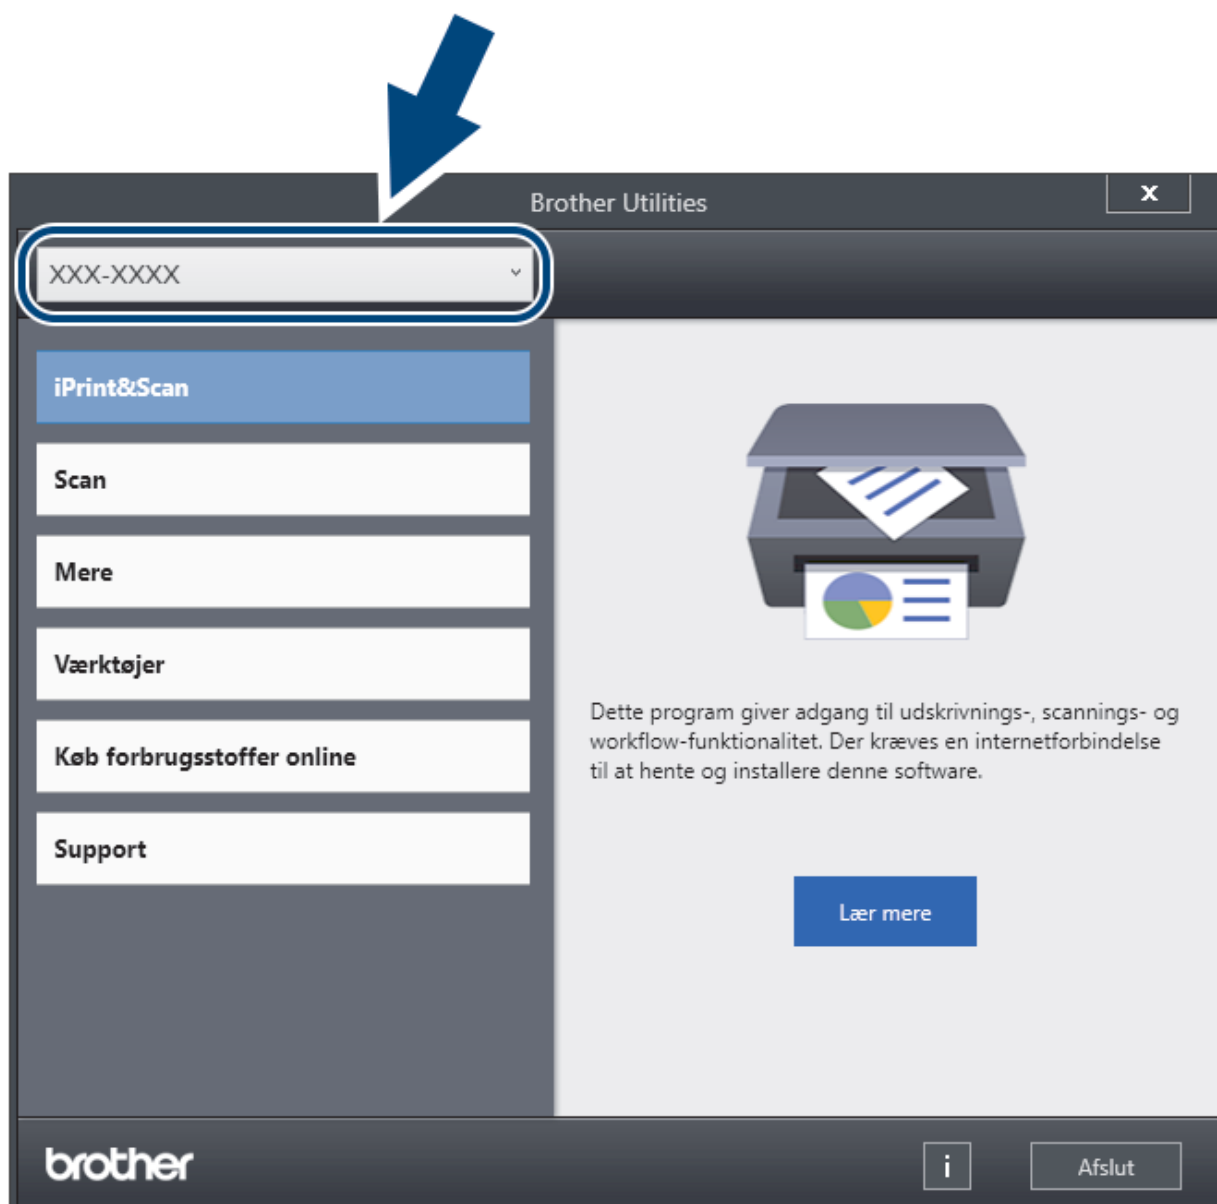 Brother Utilities
X
XXX-XXXX
iPrint&Scan
Scan
Mere
Værktøjer
Køb forbrugsstoffer online
Support
Dette program giver adgang til udskrivnings-, scannings- og
workflow-funktionalitet. Der kræves en internetforbindelse
til at hente og installere denne software.
Lær mere
brother
i
Afslut